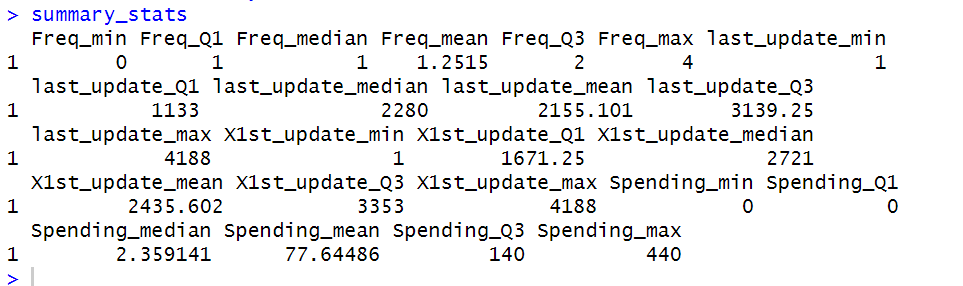 > summary_stats
  Freq_min Freq_Q1 Freq_median Freq_mean Freq_Q3 Freq_max last_update_min
1        0       1           1    1.2515       2        4               1
  last_update_Q1 last_update_median last_update_mean last_update_Q3
1           1133               2280         2155.101        3139.25
  last_update_max X1st_update_min X1st_update_Q1 X1st_update_median
1            4188               1        1671.25               2721
  X1st_update_mean X1st_update_Q3 X1st_update_max Spending_min Spending_Q1
1         2435.602           3353            4188            0           0
  Spending_median Spending_mean Spending_Q3 Spending_max
1        2.359141      77.64486         140          440
>